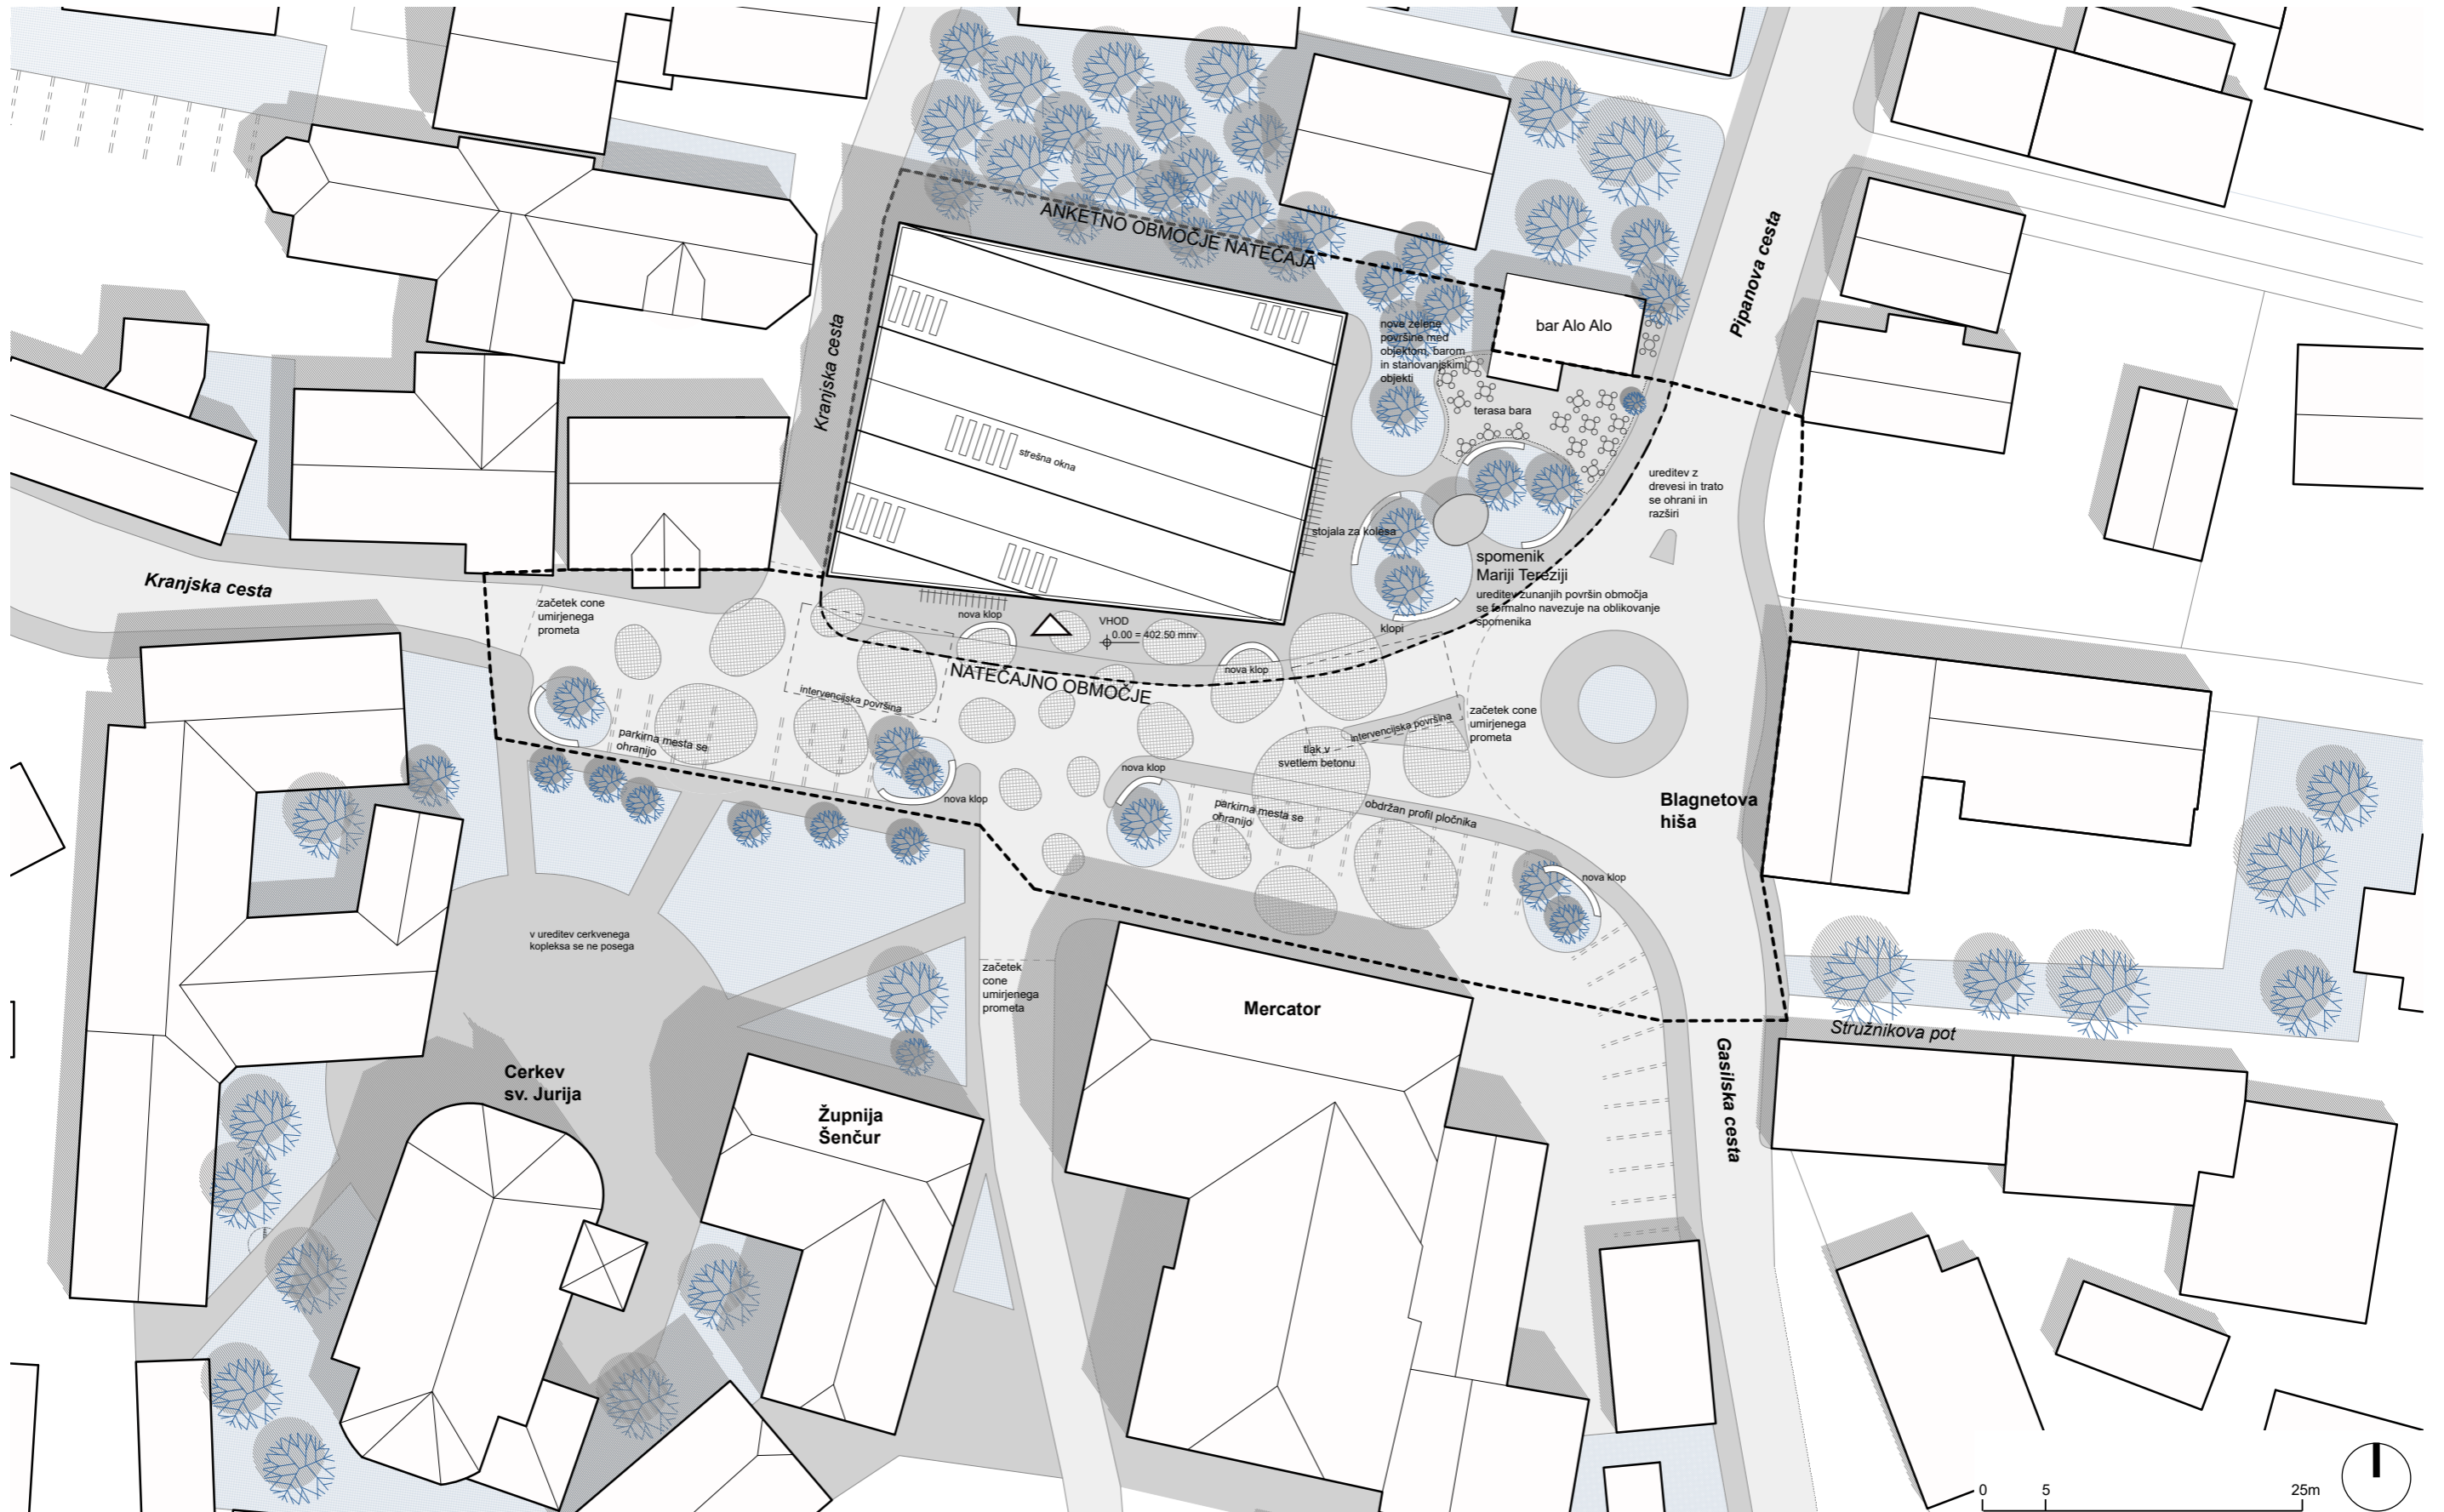 ANKETNO OBMOČJE NATEČAJA
Pipanova cesta
bar Alo Alo
Kranjska cesta
nove zelene
površine med
objektom, barom
in stanovanjskimi
objekti
terasa bara
strešna okna
ureditev z
drevesi in trato
se ohrani in
razširi
stojala za kolesa
spomenik
Mariji Tereziji
ureditev zunanjih površin območja
se formalno navezuje na oblikovanje
spomenika
Kranjska cesta
začetek cone
umirjenega
prometa
nova klop
VHOD
0.00 = 402.50 mnv
klopi
nova klop
NATEČAJNO OBMOČJE
intervencijska površina
začetek cone
umirjenega
prometa
intervencijska površina
parkirna mesta se
ohranijo
tlak v
svetlem betonu
nova klop
nova klop
parkirna mesta se
ohranijo
obdržan profil pločnika
Blagnetova
hiša
nova klop
v ureditev cerkvenega
kopleksa se ne posega
začetek
cone
umirjenega
prometa
Mercator
Stružnikova pot
Gasilska cesta
Cerkev
sv. Jurija
Župnija
Šenčur
0 5 25m